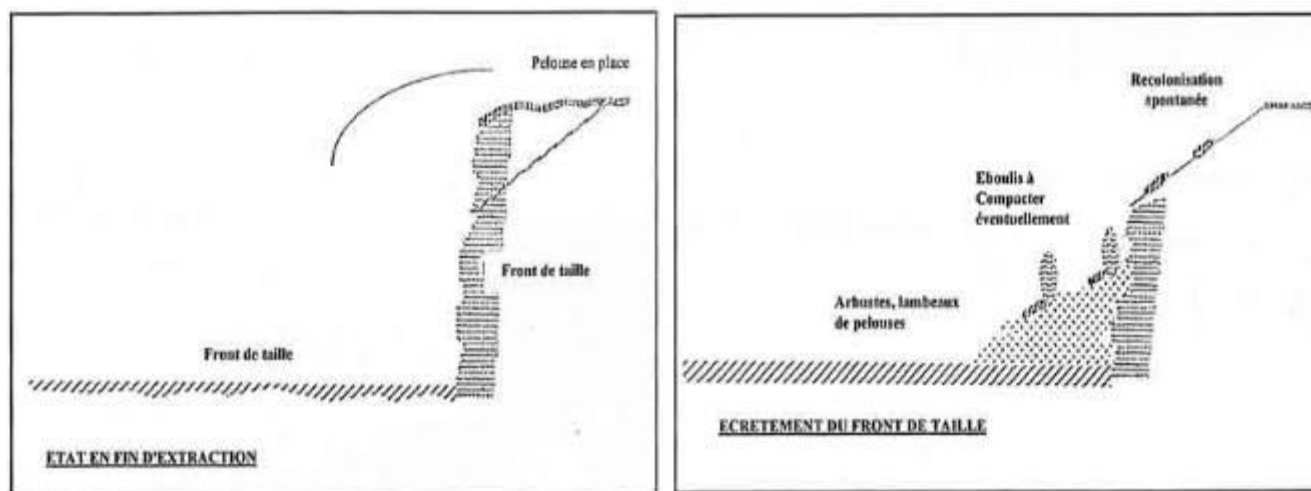 Pelouse en place
Front de taille
Front de taille
ETAT EN FIN D'EXTRACTION
Recolonisation
spontanée
Eboulis à
Compacter
éventuellement
Arbustes, lambeaux
de pelouses
ECRETEMENT DU FRONT DE TAILLE